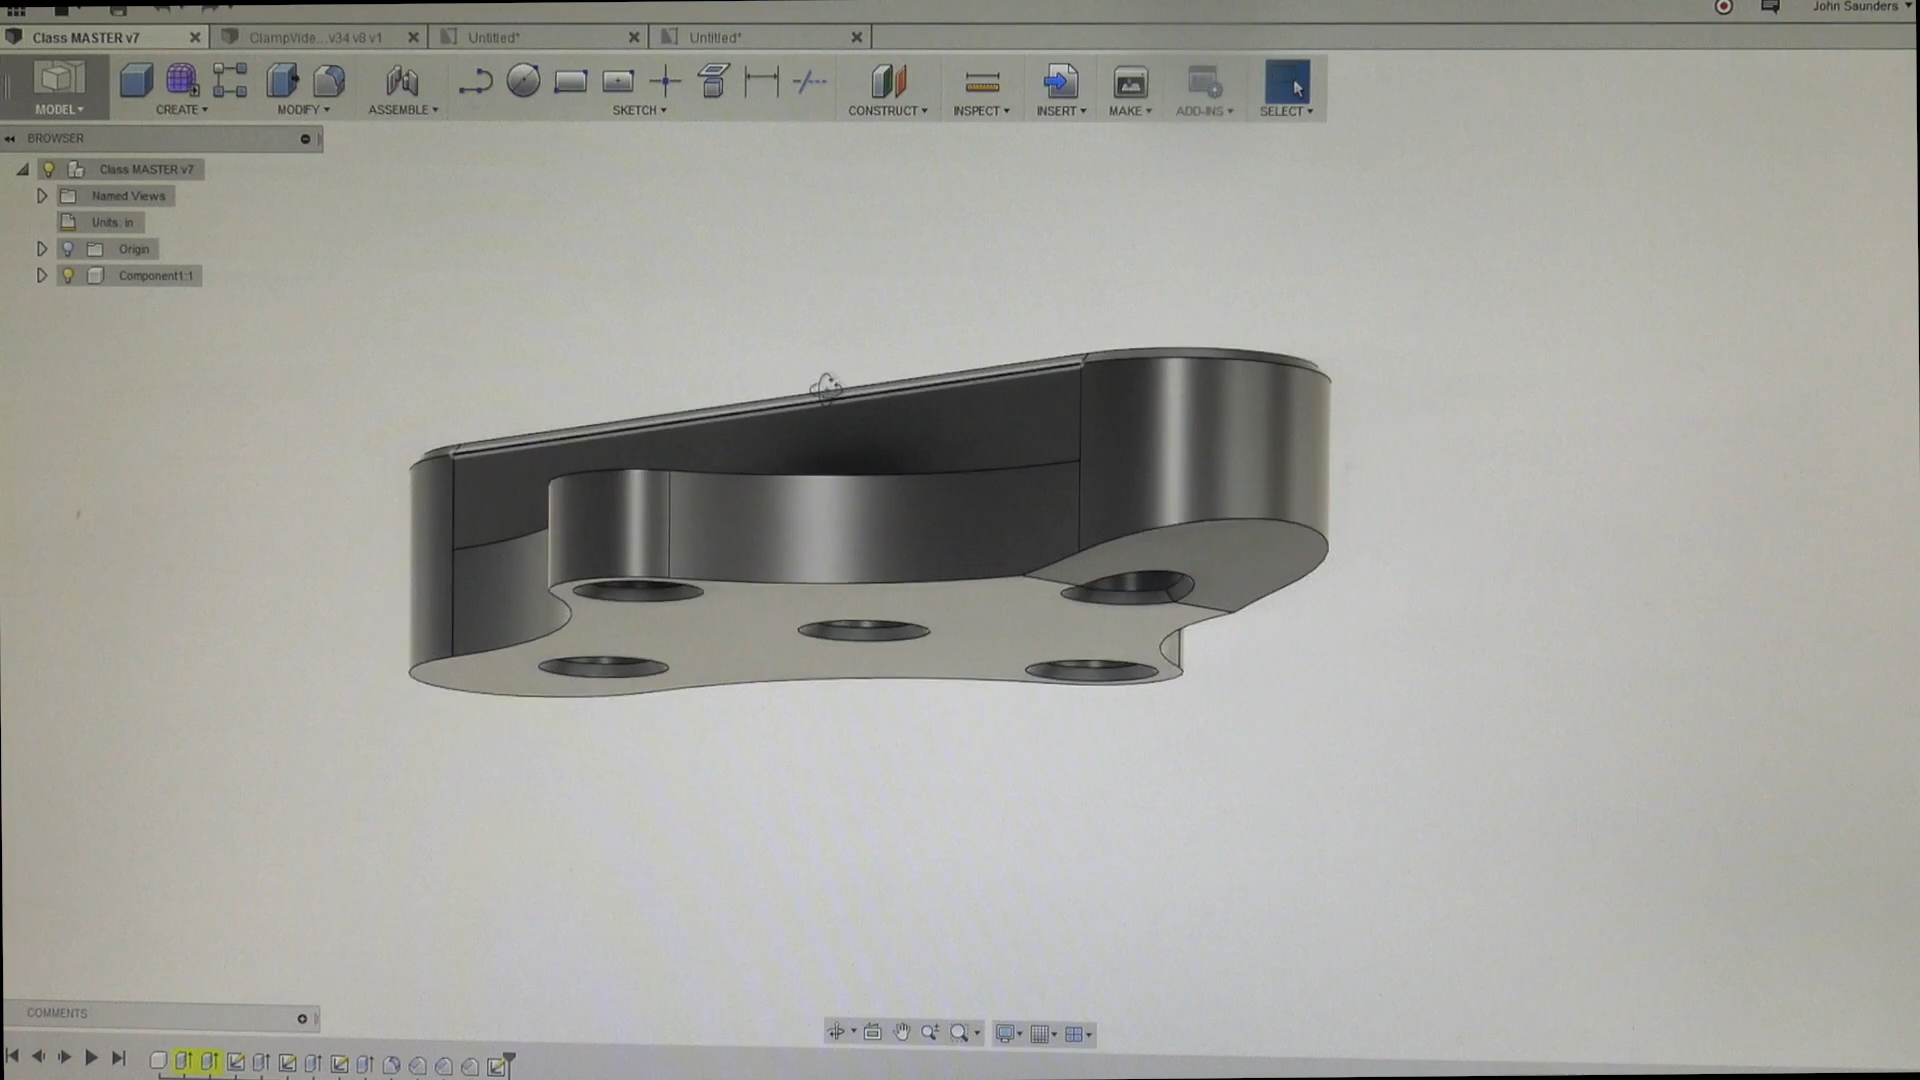 John Saunders
Class MASTER v7
ClampVide...v34 v8 v1
Untitled*
Untitled*
MODEL
CREATE
MODIFY
ASSEMBLE
SKETCH
CONSTRUCT
INSPECT
INSERT
MAKE
ADD-INS
SELECT
BROWSER
Class MASTER v7
Named Views
Units: in
Origin
Component1:1
COMMENTS